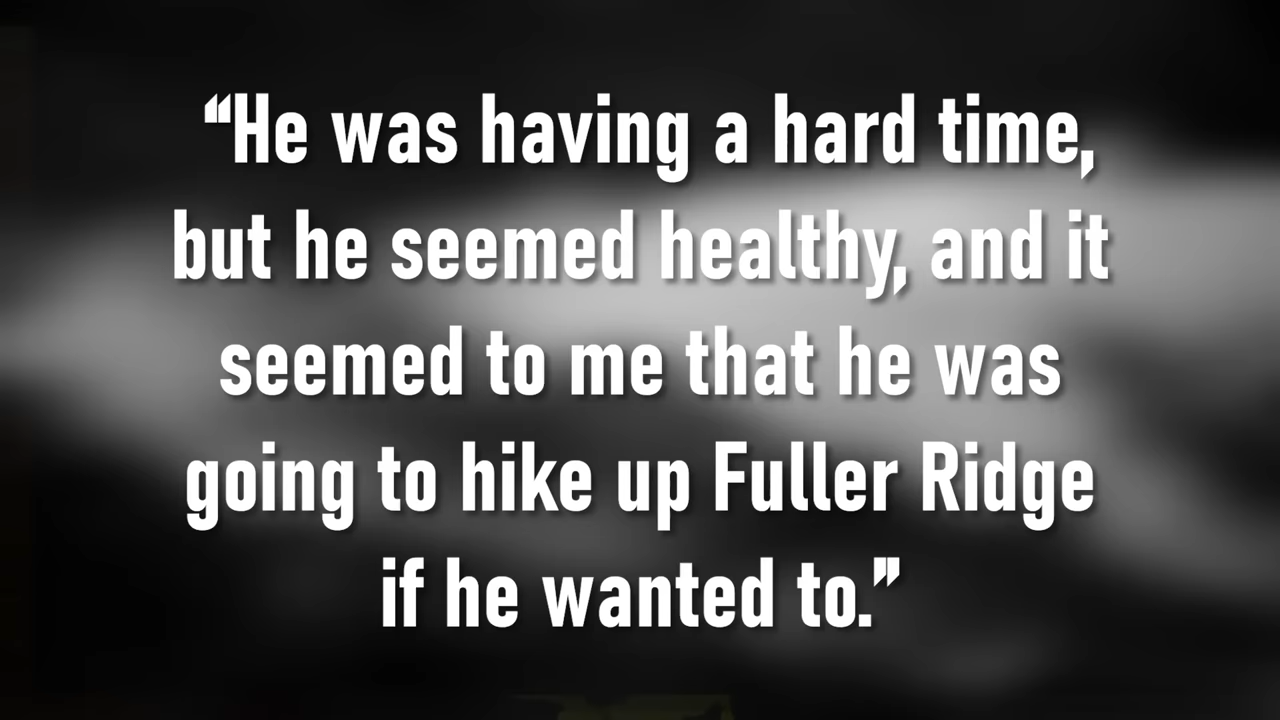 “He was having a hard time,
but he seemed healthy, and it
seemed to me that he was
going to hike up Fuller Ridge
if he wanted to.”